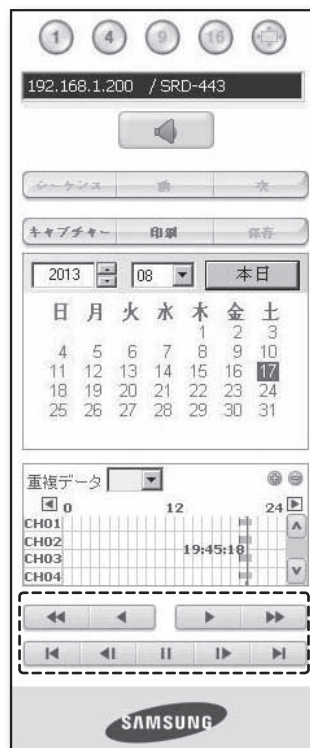 1 4 9 16
192.168.1.200 / SRD-443
シーケンス 前 次
キャプチャー 印刷 保存
2013 08 本日
日 月 火 水 木 金 土
1 2 3
4 5 6 7 8 9 10
11 12 13 14 15 16 17
18 19 20 21 22 23 24
25 26 27 28 29 30 31
重複データ
0 12 24
CH01
CH02
19:45:18
CH03
CH04
SAMSUNG